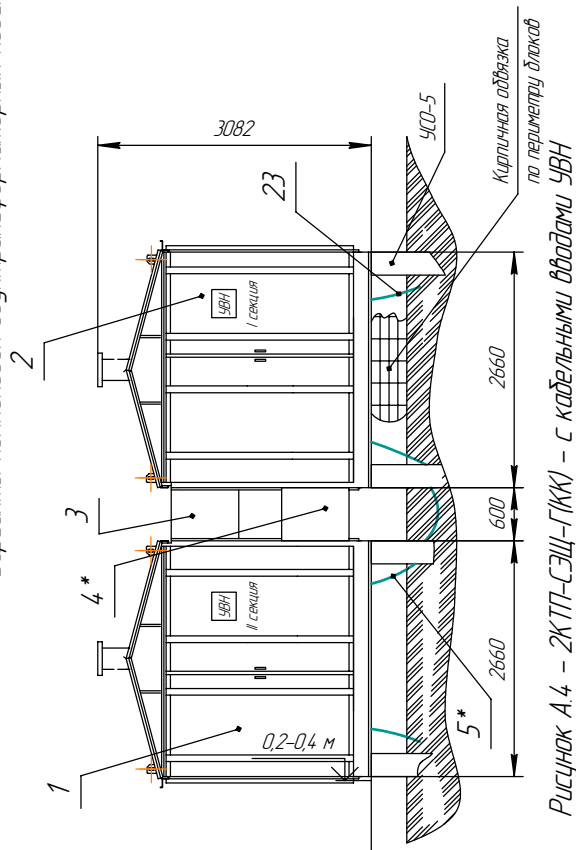 3082
2
23
3
4*
УВН
I секция
УВН
II секция
1
0,2-0,4 м
5*
УСО-5
Кирпичная обвязка
по периметру блоков
2660
600
2660
Рисунок А.4 - 2КТП-СЭЩ-Г(КК) - с кабельными вводами УВН